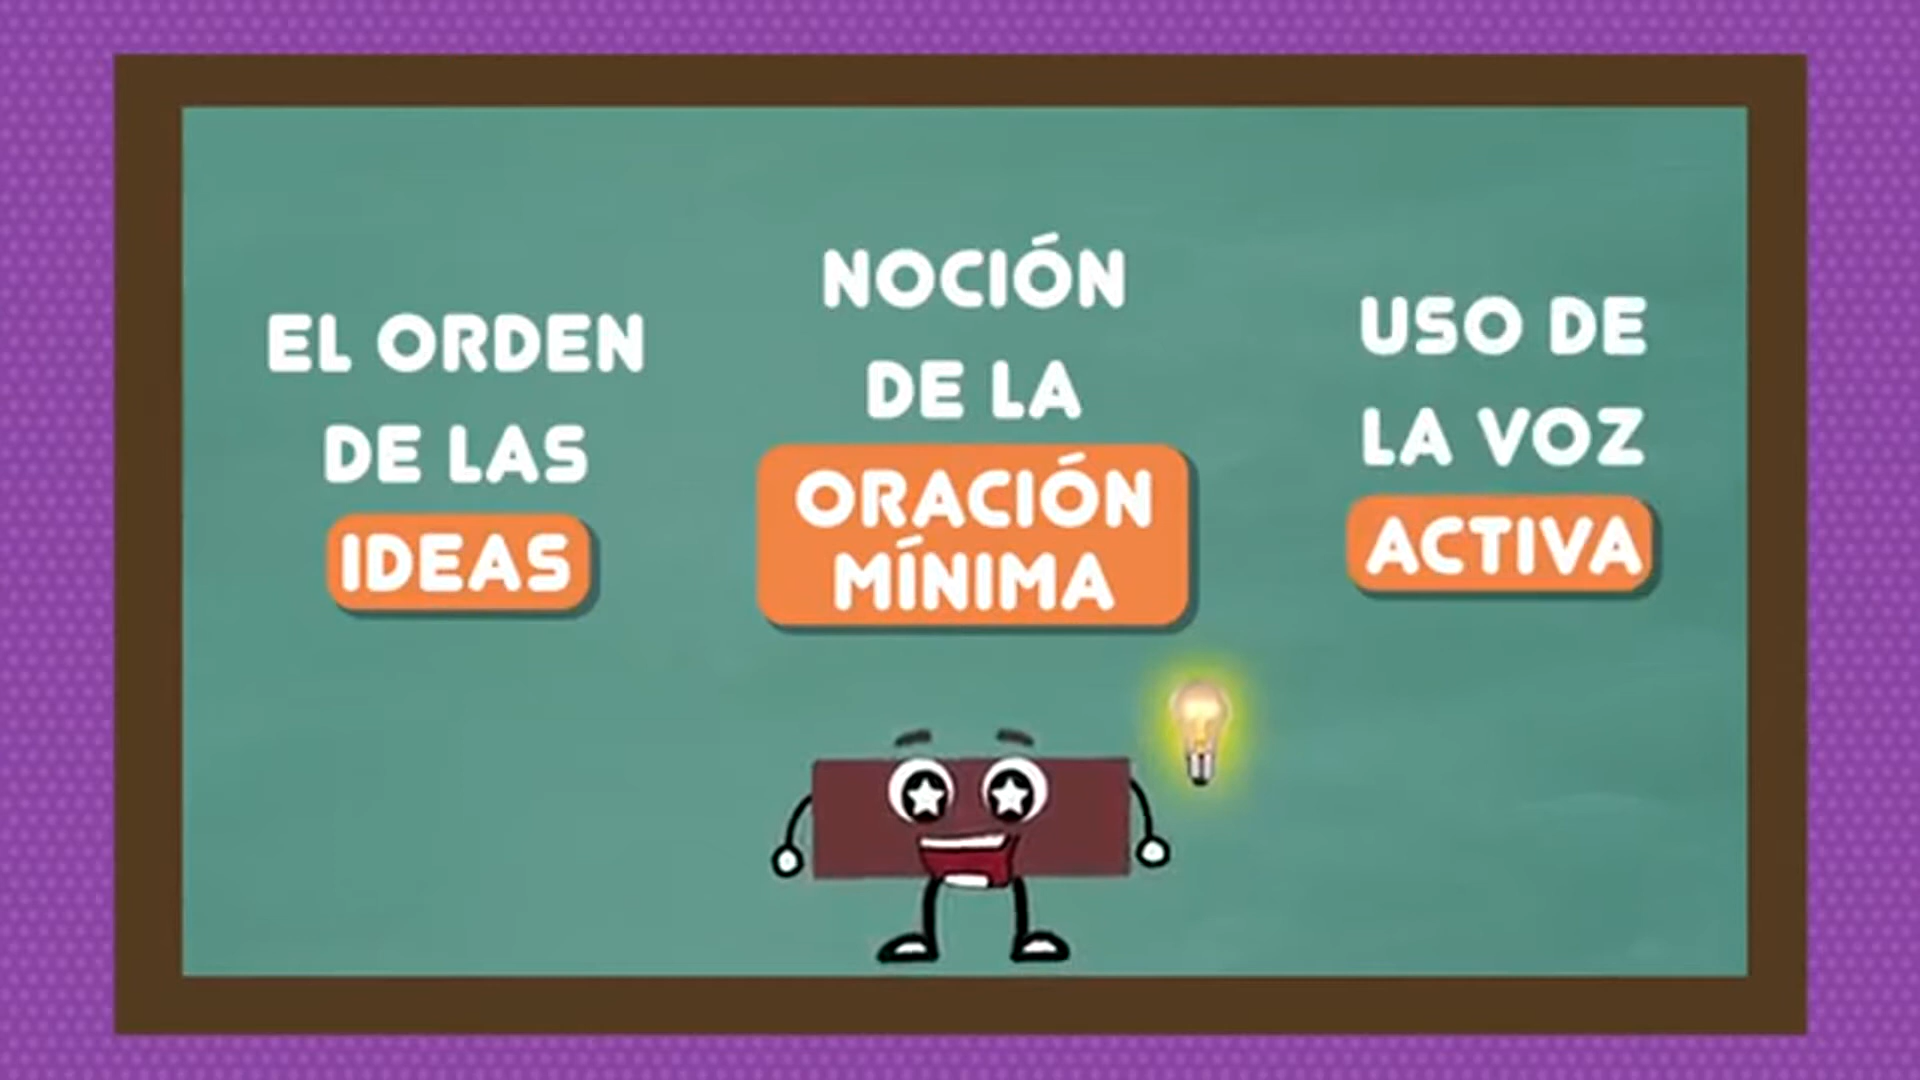 EL ORDEN
DE LAS
IDEAS
NOCIÓN
DE LA
ORACIÓN
MÍNIMA
USO DE
LA VOZ
ACTIVA